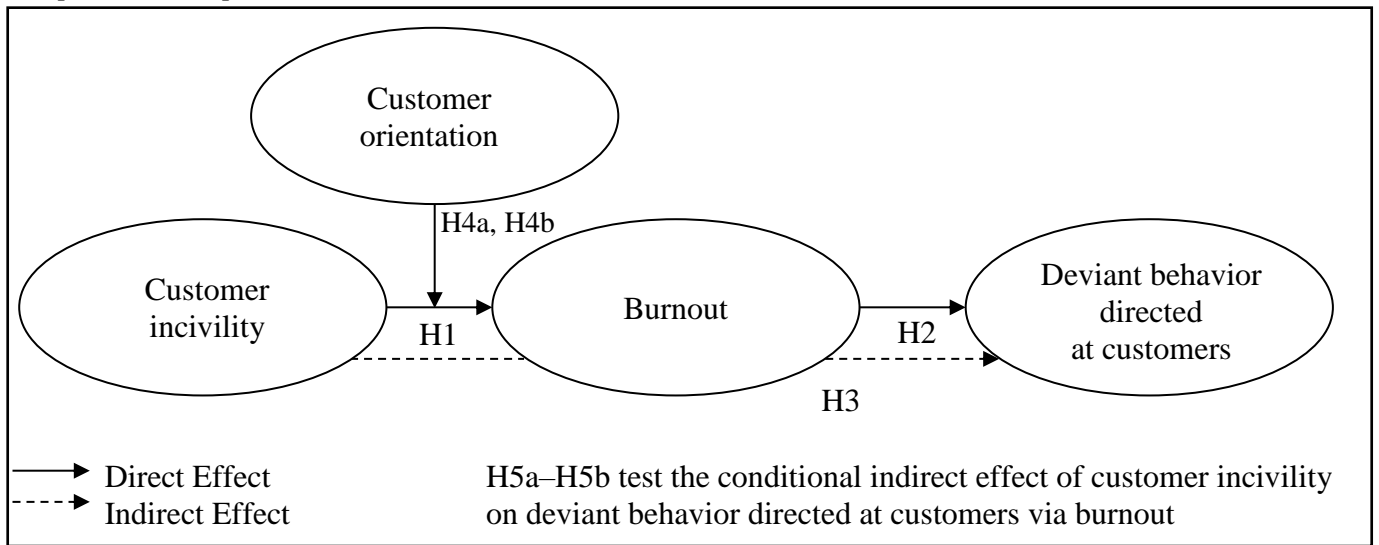 Customer
orientation
H4a, H4b
Customer
incivility
H1
Burnout
H2
Deviant behavior
directed
at customers
H3
Direct Effect
Indirect Effect
H5a–H5b test the conditional indirect effect of customer incivility
on deviant behavior directed at customers via burnout